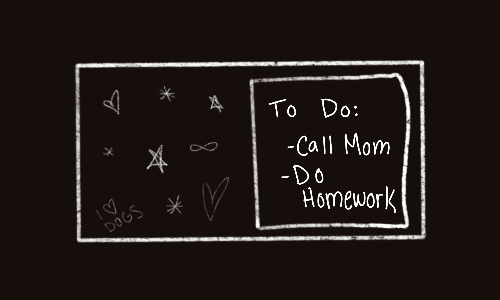 I ♡
DOGS
To Do:
-Call Mom
-Do
Homework